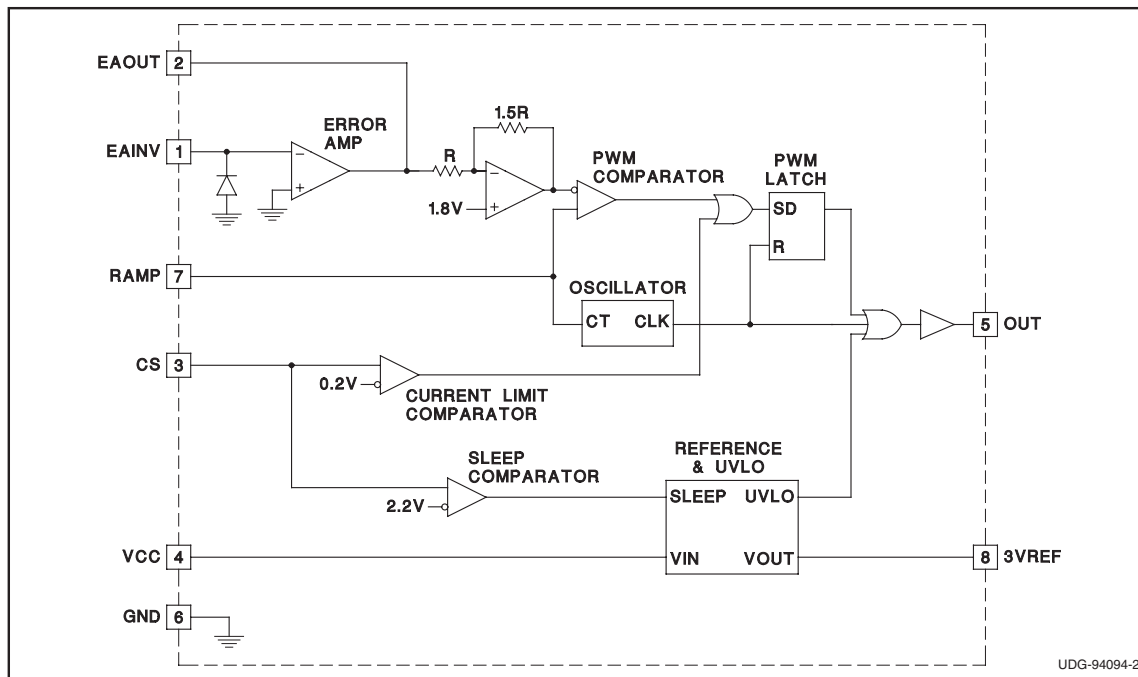 EAOUT 2
EAINV 1
ERROR
AMP
−
+
R
1.5R
−
+
1.8V
PWM
COMPARATOR
PWM
LATCH
SD
R
RAMP 7
OSCILLATOR
CT CLK
5 OUT
CS 3
0.2V
CURRENT LIMIT
COMPARATOR
SLEEP
COMPARATOR
2.2V
REFERENCE
& UVLO
SLEEP UVLO
VIN VOUT
VCC 4
8 3VREF
GND 6
UDG-94094-2